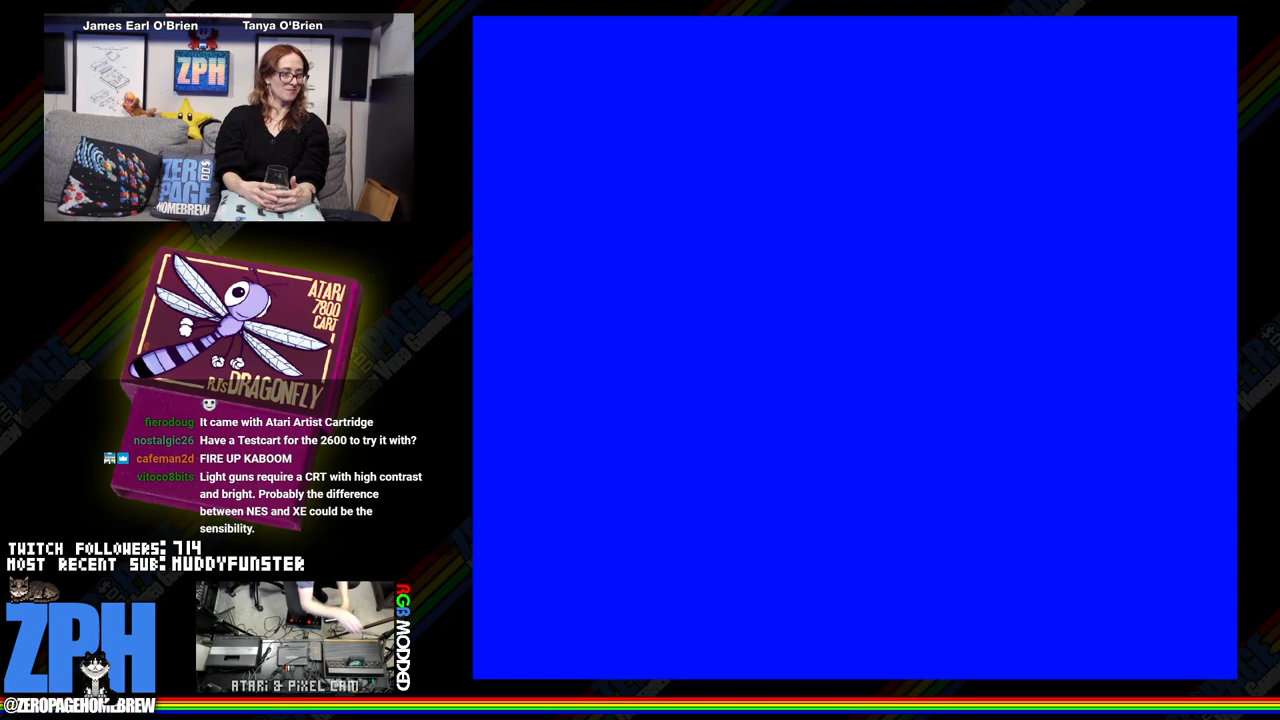 James Earl O'Brien
Tanya O'Brien
ZPH
ZERO
PAGE
$00
HOMEBREW
ATARI
7800
CART
RJ's DRAGONFLY
fierodoug It came with Atari Artist Cartridge
nostalgic26 Have a Testcart for the 2600 to try it with?
cafeman2d FIRE UP KABOOM
vitoco8bits Light guns require a CRT with high contrast
and bright. Probably the difference
between NES and XE could be the
sensibility.
TWITCH FOLLOWERS: 714
MOST RECENT SUB: MUDDYFUNSTER
ZPH
@ZEROPAGEHOMEBREW
RGB MODDED
ATARI & PIXEL CAM